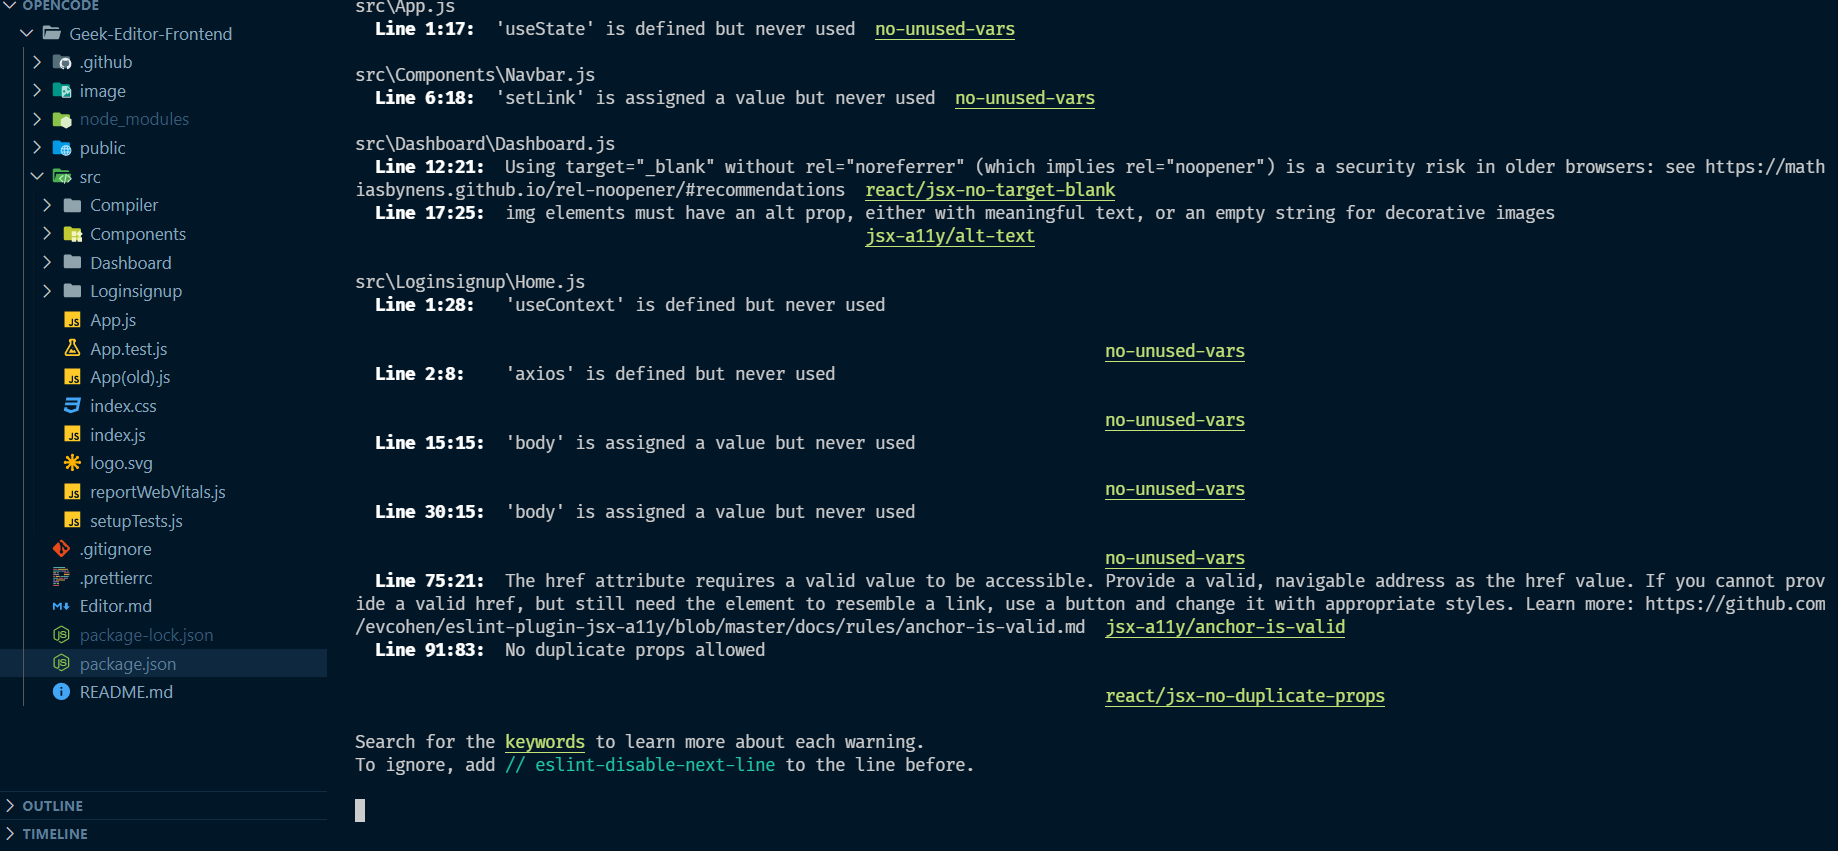 OPENCODE
Geek-Editor-Frontend
.github
image
node_modules
public
src
Compiler
Components
Dashboard
Loginsignup
App.js
App.test.js
App(old).js
index.css
index.js
logo.svg
reportWebVitals.js
setupTests.js
.gitignore
.prettierrc
Editor.md
package-lock.json
package.json
README.md
OUTLINE
TIMELINE
src\App.js
Line 1:17: 'useState' is defined but never used no-unused-vars
src\Components\Navbar.js
Line 6:18: 'setLink' is assigned a value but never used no-unused-vars
src\Dashboard\Dashboard.js
Line 12:21: Using target="_blank" without rel="noreferrer" (which implies rel="noopener") is a security risk in older browsers: see https://math
iasbynens.github.io/rel-noopener/#recommendations react/jsx-no-target-blank
Line 17:25: img elements must have an alt prop, either with meaningful text, or an empty string for decorative images
jsx-a11y/alt-text
src\Loginsignup\Home.js
Line 1:28: 'useContext' is defined but never used
no-unused-vars
Line 2:8: 'axios' is defined but never used
no-unused-vars
Line 15:15: 'body' is assigned a value but never used
no-unused-vars
Line 30:15: 'body' is assigned a value but never used
no-unused-vars
Line 75:21: The href attribute requires a valid value to be accessible. Provide a valid, navigable address as the href value. If you cannot prov
ide a valid href, but still need the element to resemble a link, use a button and change it with appropriate styles. Learn more: https://github.com
/evcohen/eslint-plugin-jsx-a11y/blob/master/docs/rules/anchor-is-valid.md jsx-a11y/anchor-is-valid
Line 91:83: No duplicate props allowed
react/jsx-no-duplicate-props
Search for the keywords to learn more about each warning.
To ignore, add // eslint-disable-next-line to the line before.